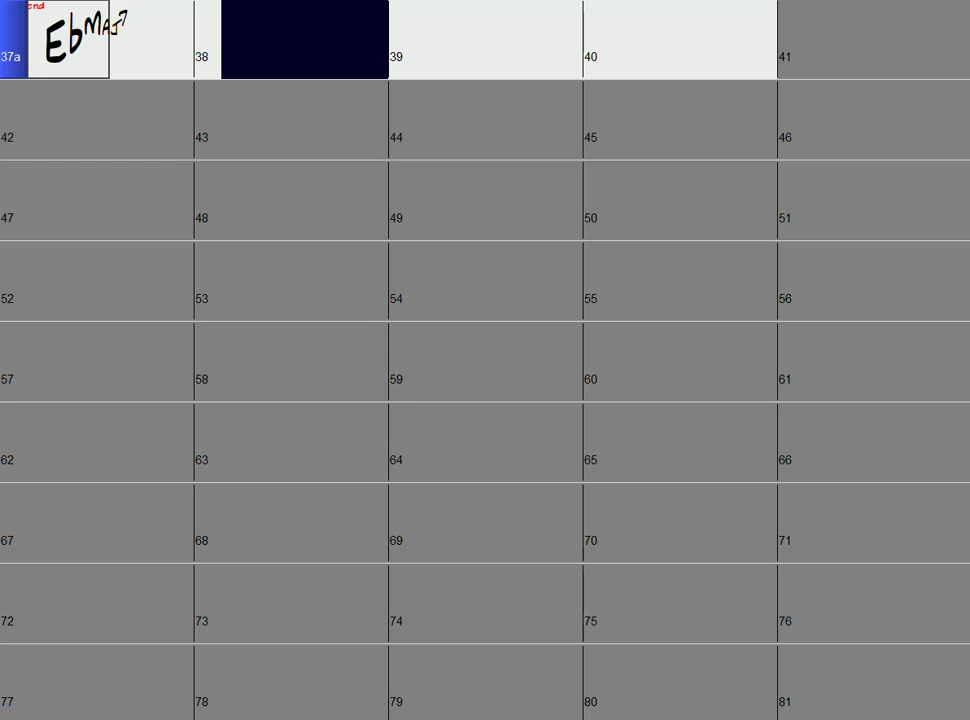 end
EbMAJ7
37a 38 39 40 41
42 43 44 45 46
47 48 49 50 51
52 53 54 55 56
57 58 59 60 61
62 63 64 65 66
67 68 69 70 71
72 73 74 75 76
77 78 79 80 81